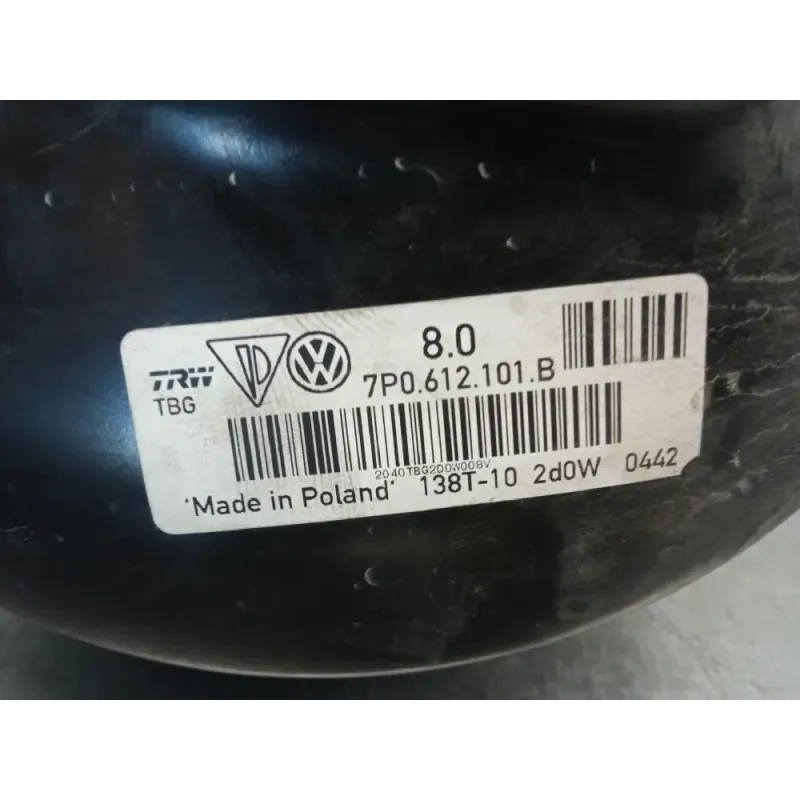 8.0
TRW
7P0.612.101.B
TBG
2040TBG2D0W008V
'Made in Poland' 138T-10 2d0W 0442